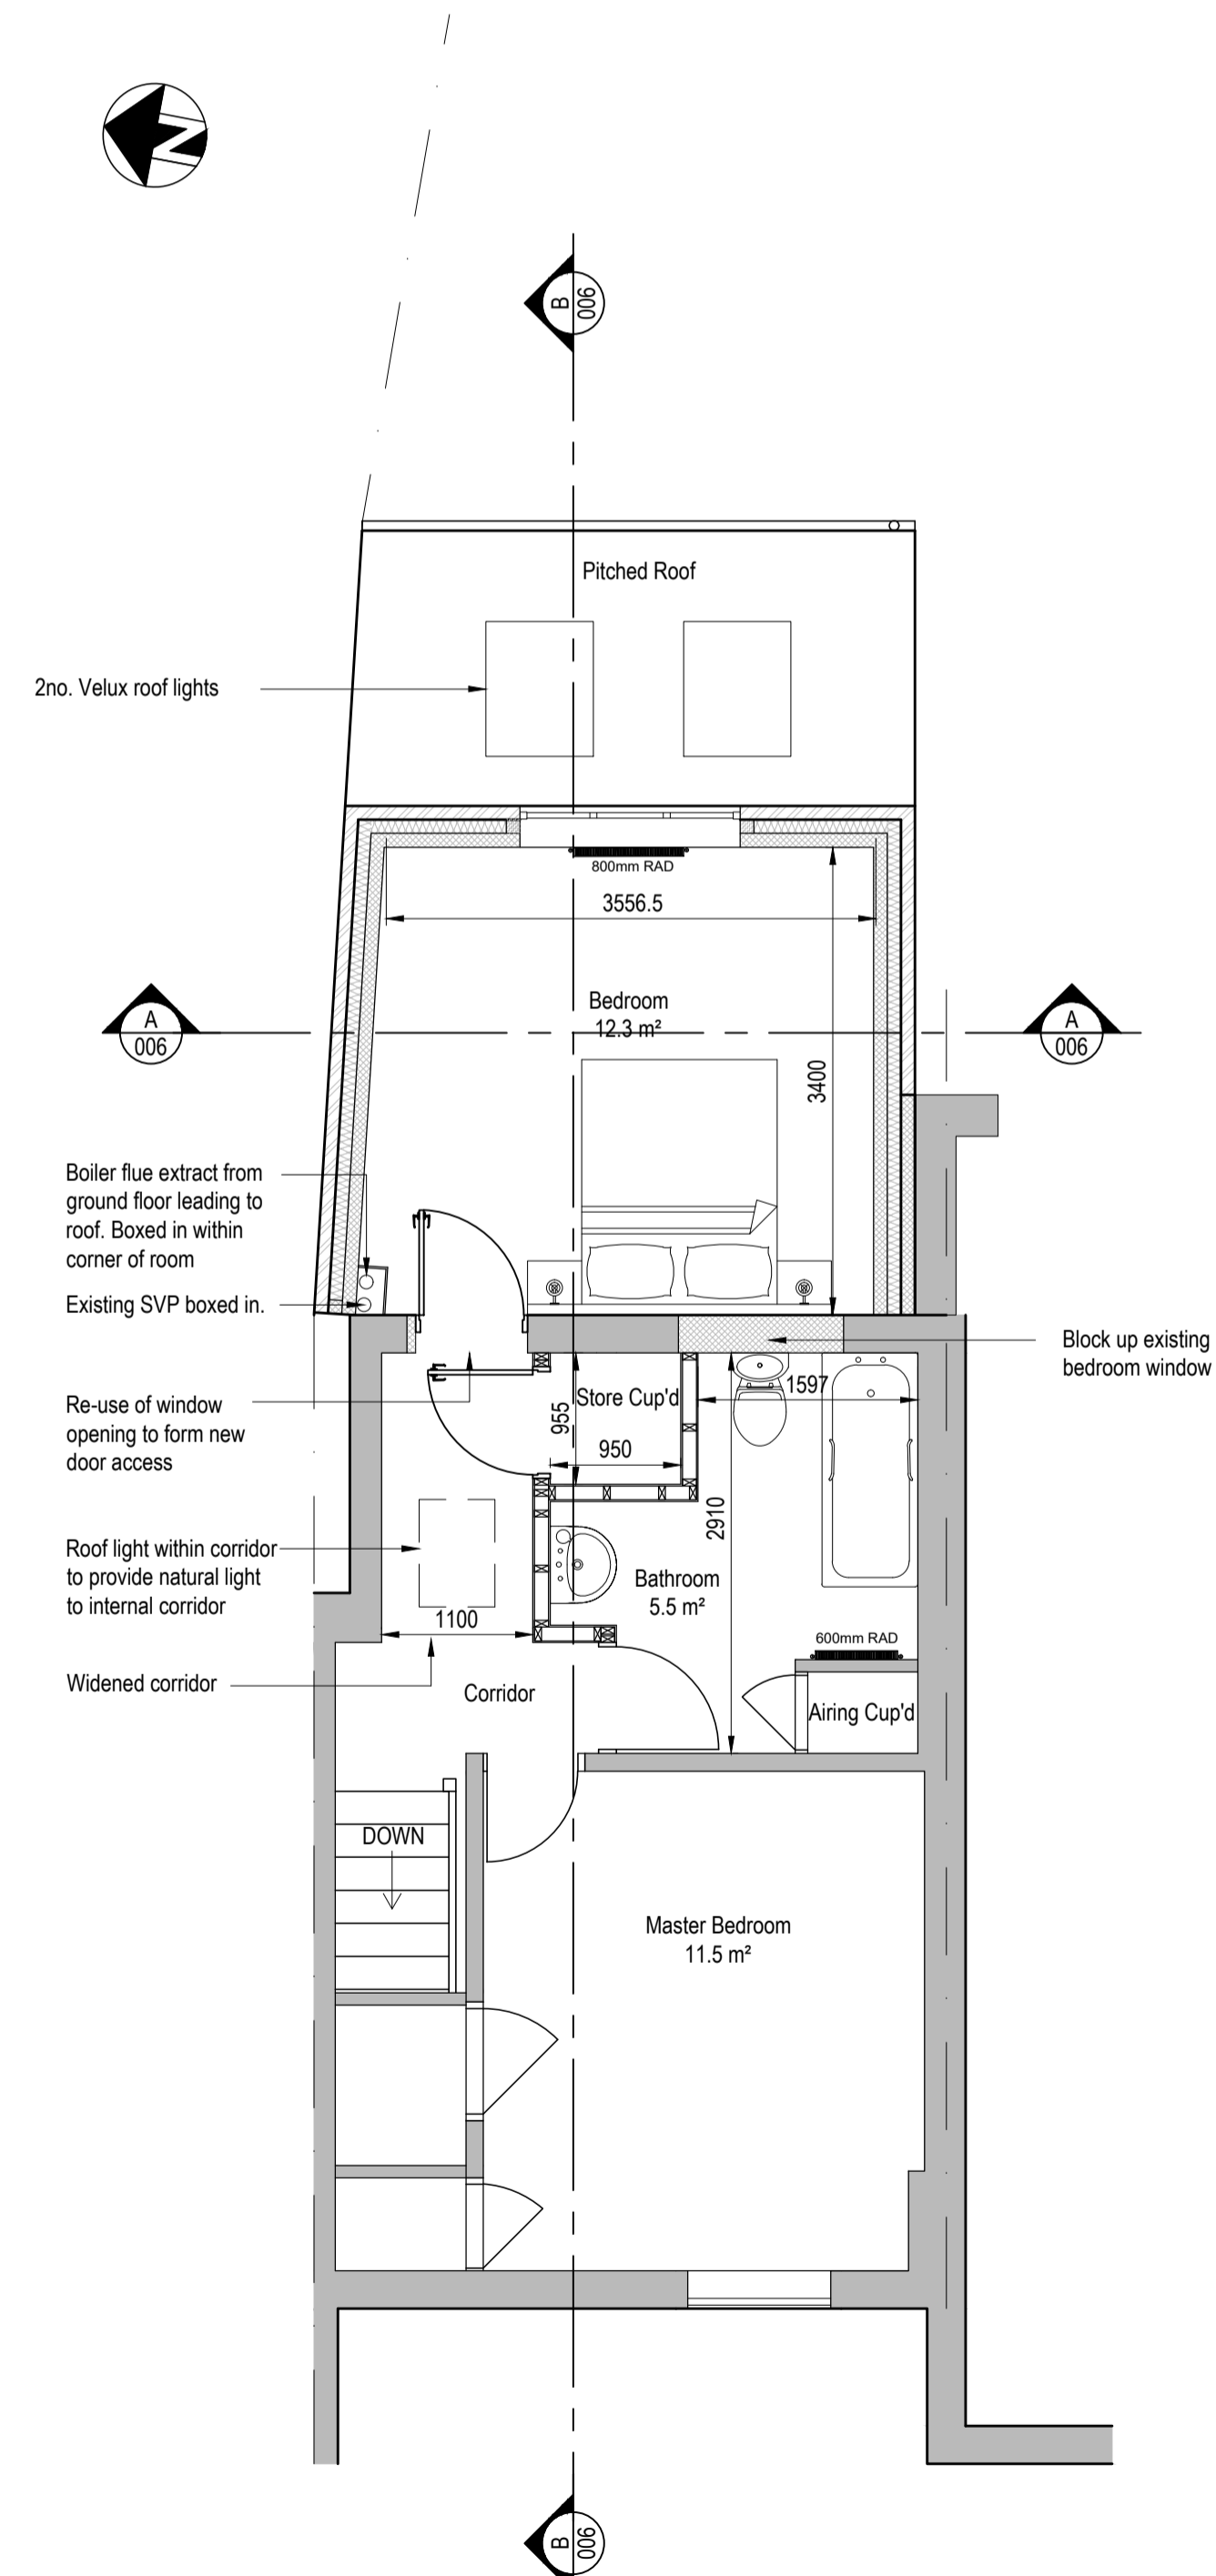 N
B
006
Pitched Roof
2no. Velux roof lights
800mm RAD
3556.5
Bedroom
12.3 m²
A
006
A
006
3400
Boiler flue extract from
ground floor leading to
roof. Boxed in within
corner of room
Existing SVP boxed in.
Block up existing
bedroom window
Re-use of window
opening to form new
door access
Store Cup'd
955
950
1597
2910
Roof light within corridor
to provide natural light
to internal corridor
Bathroom
5.5 m²
1100
600mm RAD
Widened corridor
Corridor
Airing Cup'd
DOWN
Master Bedroom
11.5 m²
B
006